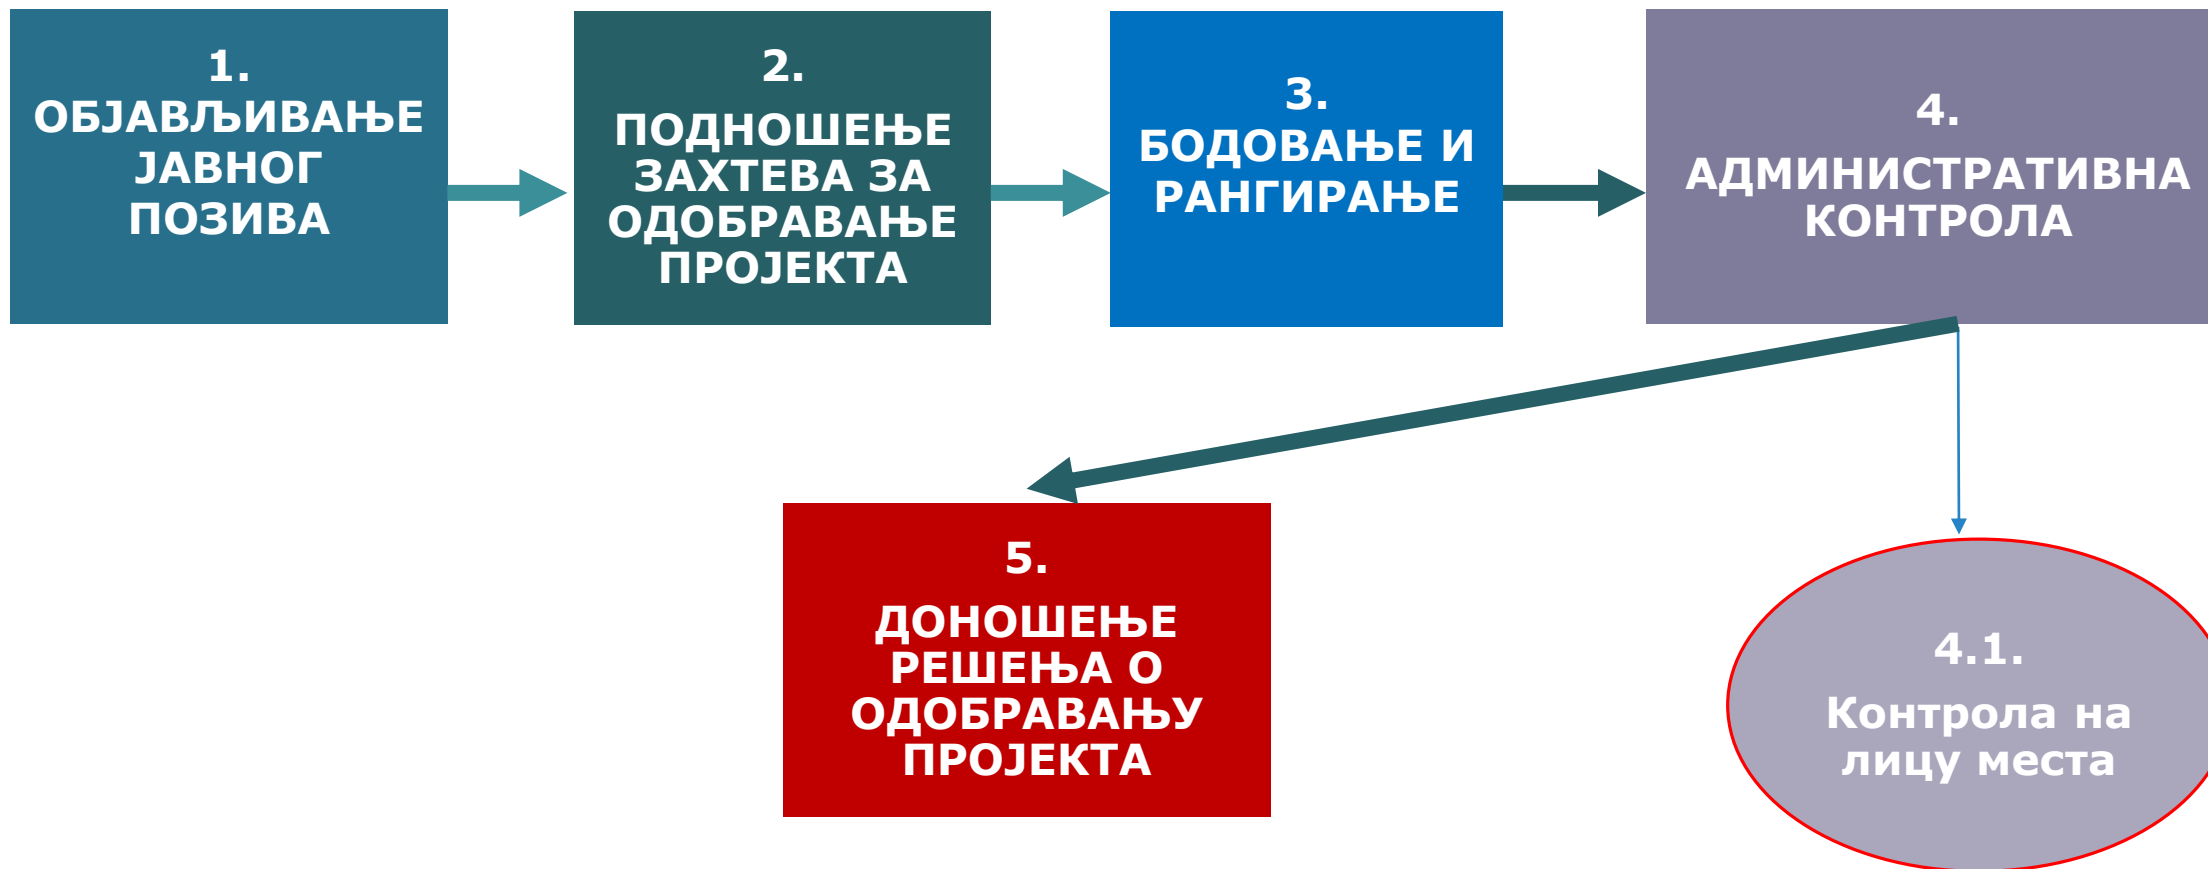 1.
ОБЈАВЉИВАЊЕ
ЈАВНОГ
ПОЗИВА
2.
ПОДНОШЕЊЕ
ЗАХТЕВА ЗА
ОДОБРАВАЊЕ
ПРОЈЕКТА
3.
БОДОВАЊЕ И
РАНГИРАЊЕ
4.
АДМИНИСТРАТИВНА
КОНТРОЛА
5.
ДОНОШЕЊЕ
РЕШЕЊА О
ОДОБРАВАЊУ
ПРОЈЕКТА
4.1.
Контрола на
лицу места